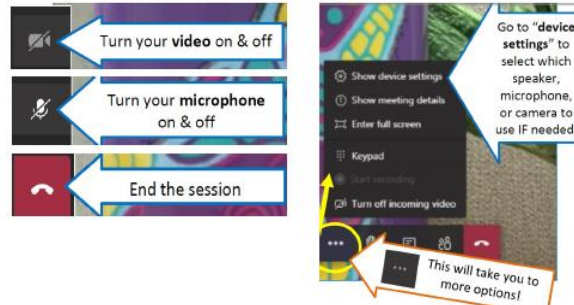 Turn your video on & off
Turn your microphone
on & off
End the session
Go to "device
settings" to
select which
speaker,
microphone,
or camera to
use IF needed
Show device settings
Show meeting details
Enter full screen
Keypad
Start recording
Turn off incoming video
This will take you to
more options!